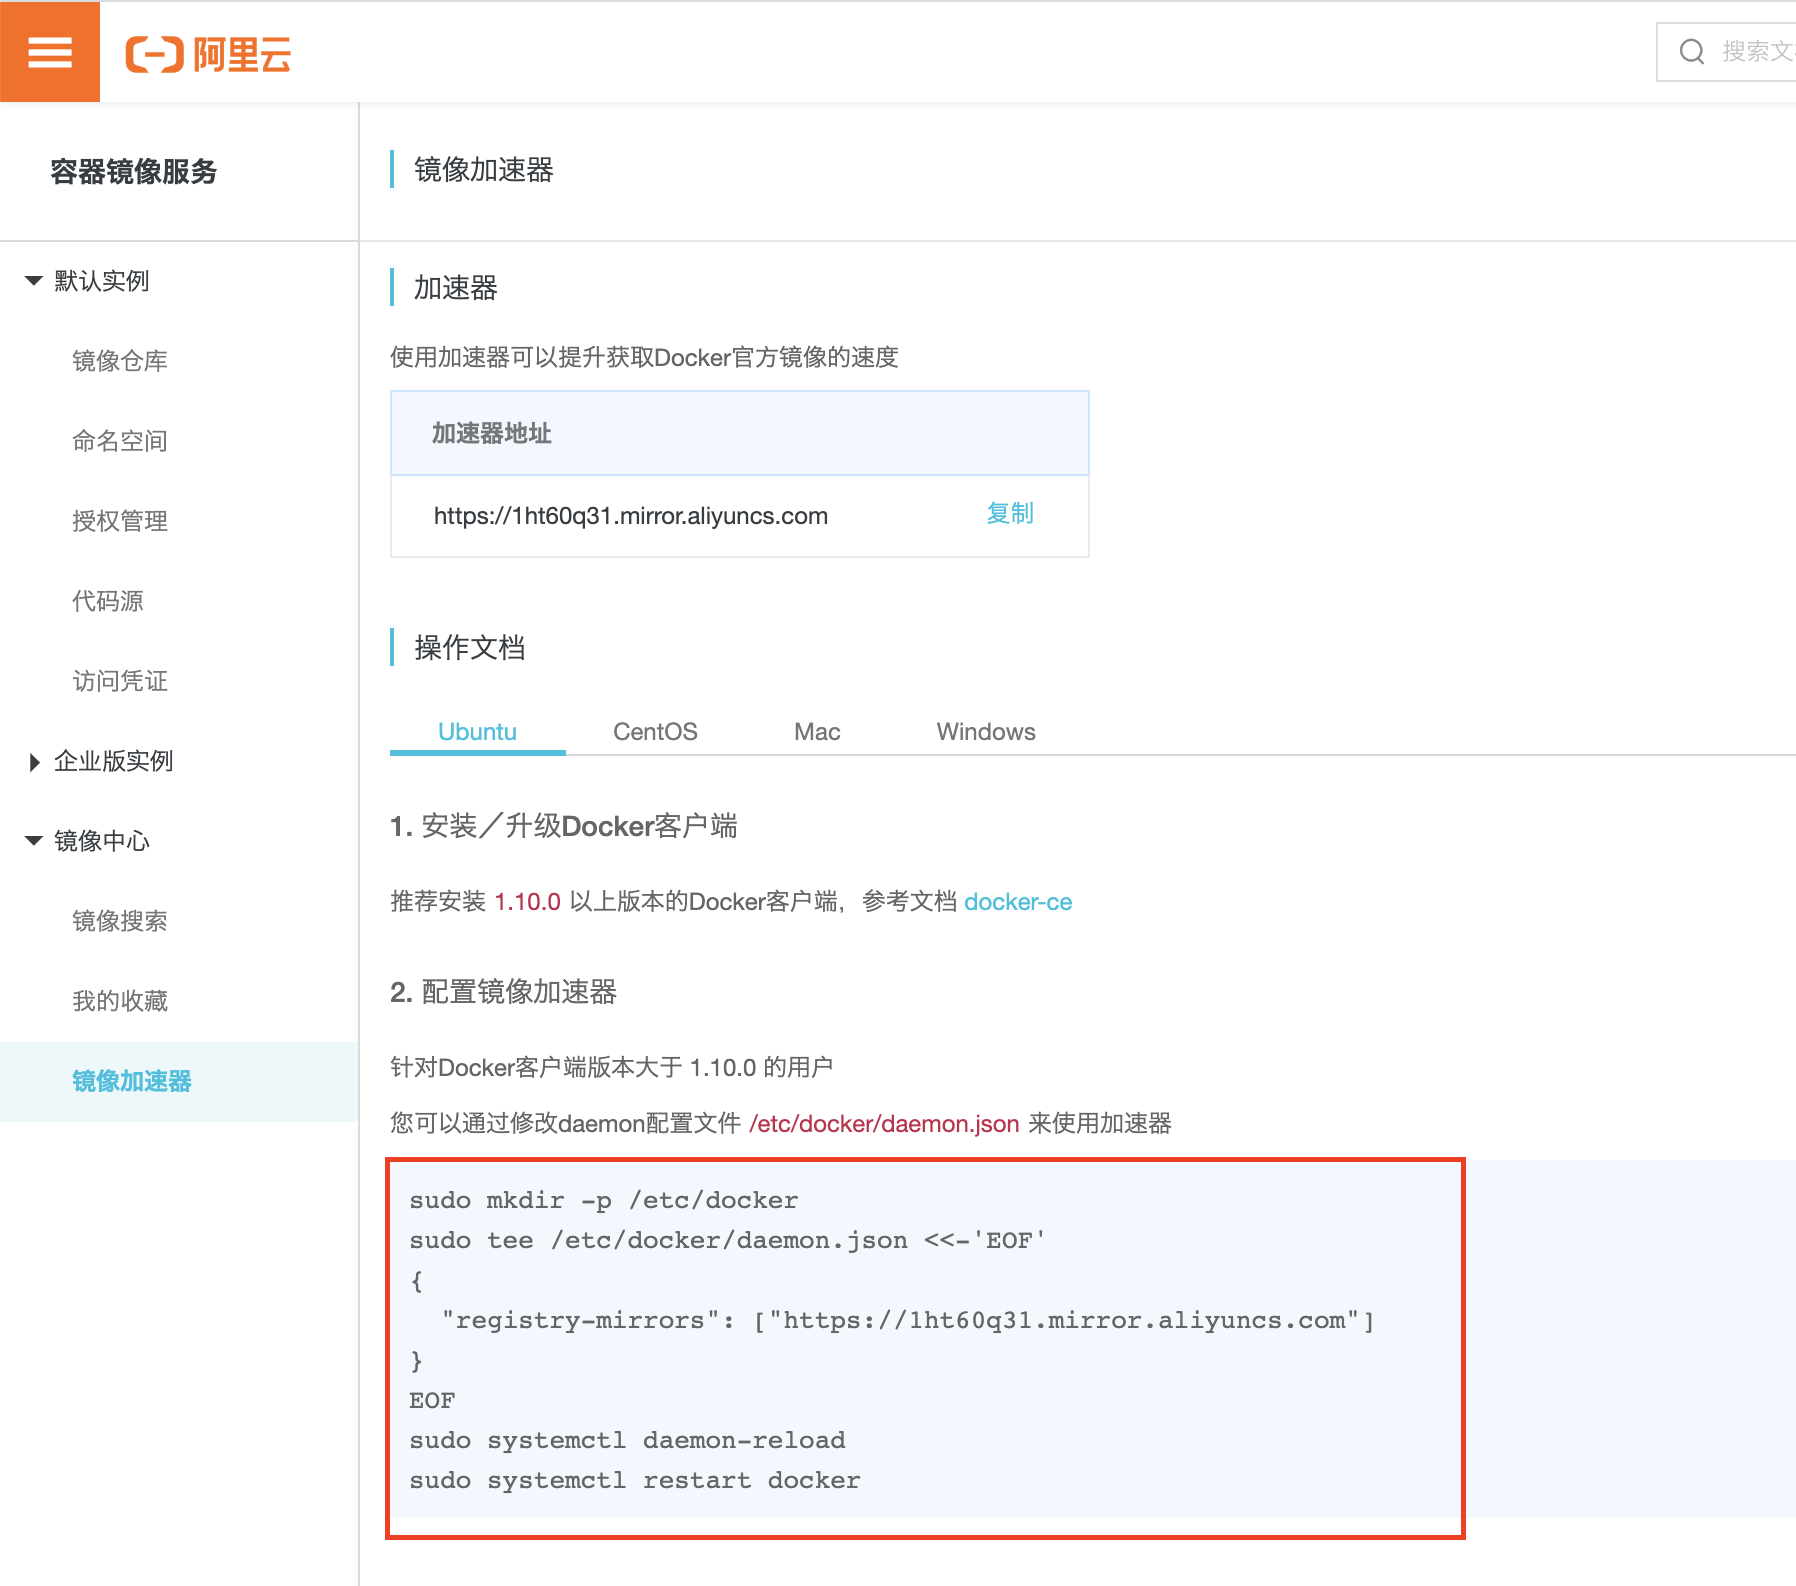 阿里云
搜索文
容器镜像服务
默认实例
镜像仓库
命名空间
授权管理
代码源
访问凭证
企业版实例
镜像中心
镜像搜索
我的收藏
镜像加速器
镜像加速器
加速器
使用加速器可以提升获取Docker官方镜像的速度
加速器地址
https://1ht60q31.mirror.aliyuncs.com 复制
操作文档
Ubuntu CentOS Mac Windows
1. 安装／升级Docker客户端
推荐安装 1.10.0 以上版本的Docker客户端，参考文档 docker-ce
2. 配置镜像加速器
针对Docker客户端版本大于 1.10.0 的用户
您可以通过修改daemon配置文件 /etc/docker/daemon.json 来使用加速器
sudo mkdir -p /etc/docker
sudo tee /etc/docker/daemon.json <<-'EOF'
{
  "registry-mirrors": ["https://1ht60q31.mirror.aliyuncs.com"]
}
EOF
sudo systemctl daemon-reload
sudo systemctl restart docker